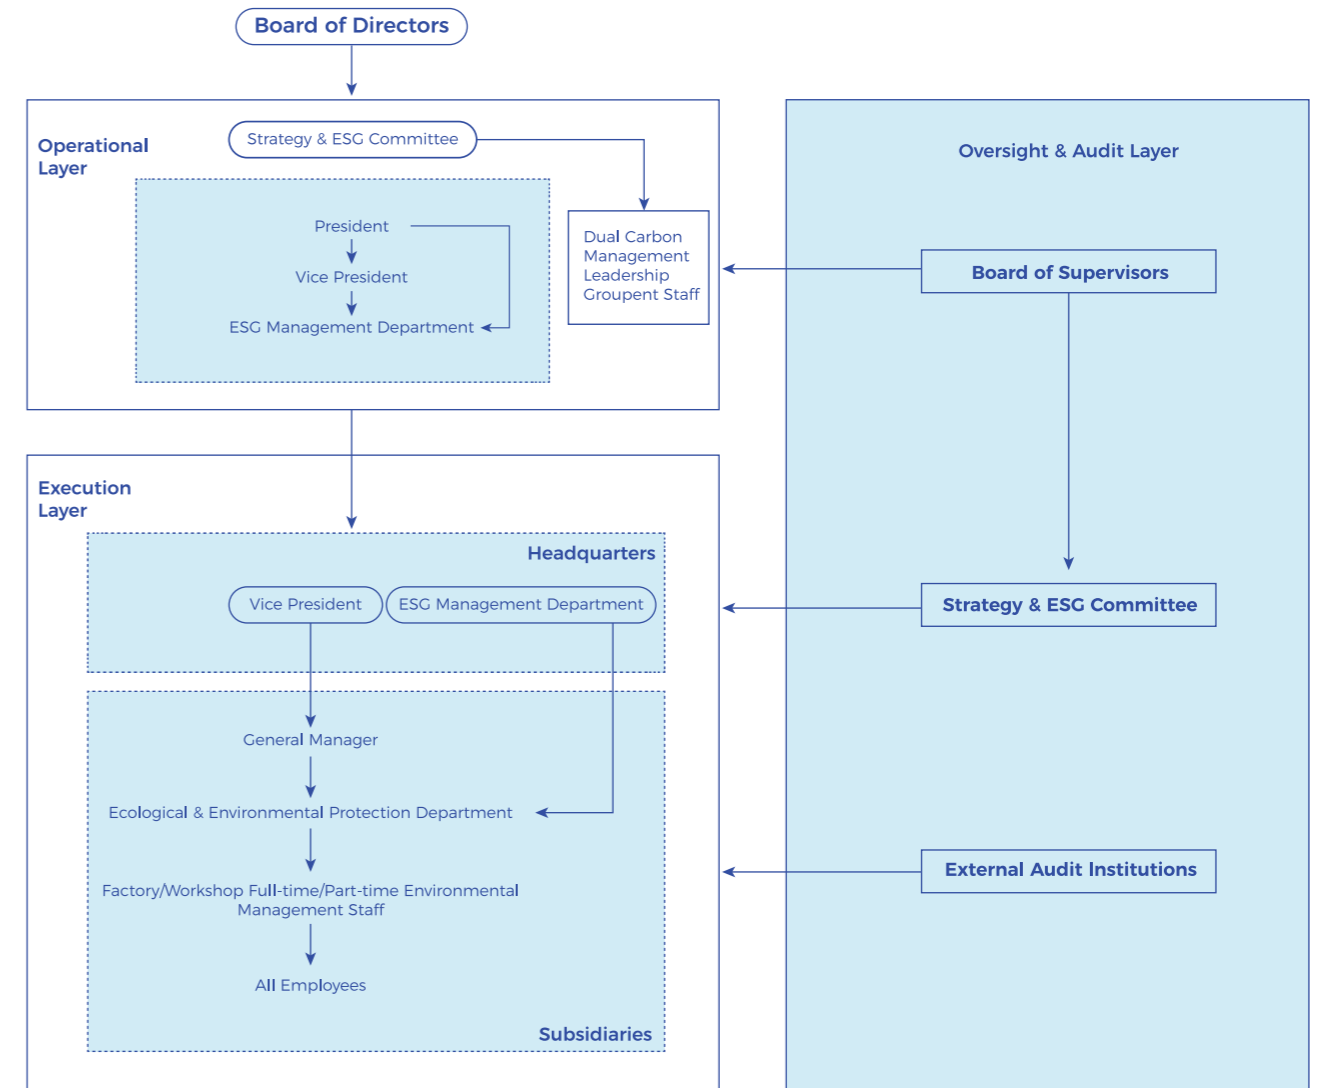 Board of Directors
Operational
Layer
Strategy & ESG Committee
President
Vice President
ESG Management Department
Dual Carbon
Management
Leadership
Groupent Staff
Oversight & Audit Layer
Board of Supervisors
Execution
Layer
Headquarters
Vice President
ESG Management Department
Strategy & ESG Committee
General Manager
Ecological & Environmental Protection Department
External Audit Institutions
Factory/Workshop Full-time/Part-time Environmental
Management Staff
All Employees
Subsidiaries